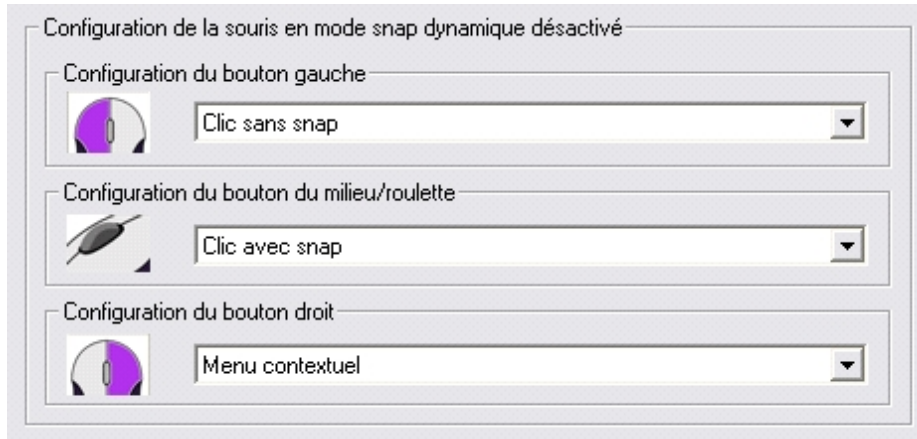 Configuration de la souris en mode snap dynamique désactivé
Configuration du bouton gauche
Clic sans snap
Configuration du bouton du milieu/roulette
Clic avec snap
Configuration du bouton droit
Menu contextuel